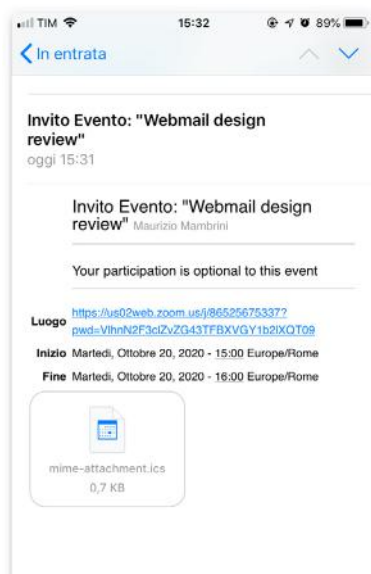 TIM 15:32 89%
In entrata
Invito Evento: "Webmail design
review"
oggi 15:31
Invito Evento: "Webmail design
review" Maurizio Mambrini
Your participation is optional to this event
Luogo https://us02web.zoom.us/j/86525675337?
pwd=VlhnN2F3clZvZG43TFBXVGY1b2lXQT09
Inizio Martedì, Ottobre 20, 2020 - 15:00 Europe/Rome
Fine Martedì, Ottobre 20, 2020 - 16:00 Europe/Rome
mime-attachment.ics
0,7 KB